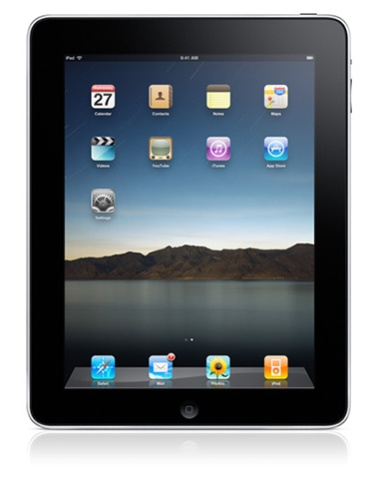 iPad 9:41 AM
27
Calendar Contacts Notes Maps
Videos YouTube iTunes App Store
Settings
Safari Mail Photos iPod